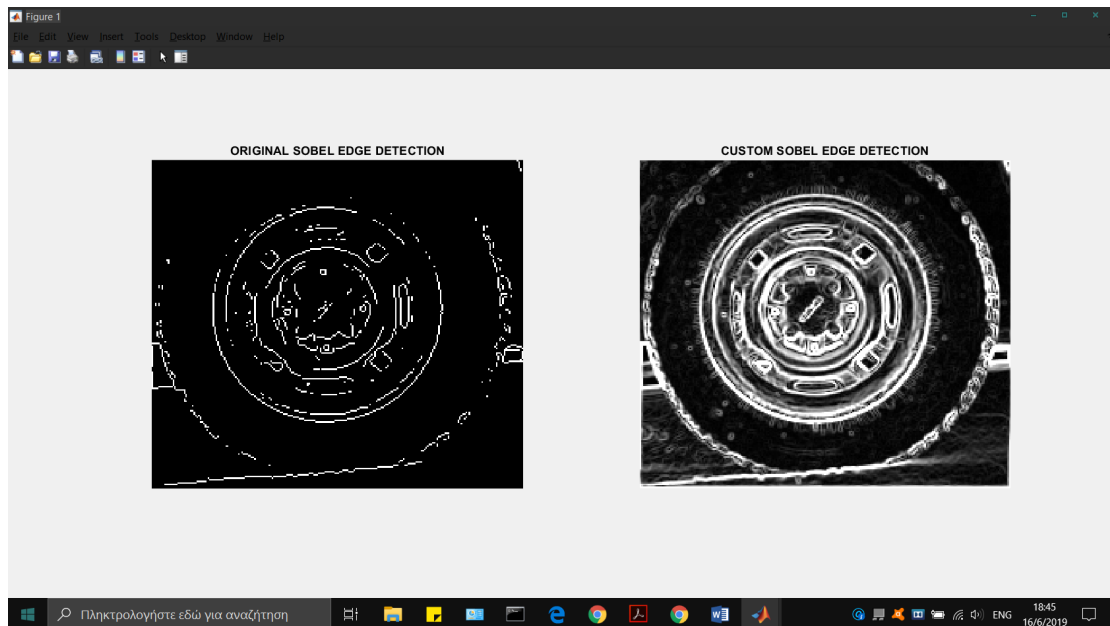 Figure 1
File Edit View Insert Tools Desktop Window Help
ORIGINAL SOBEL EDGE DETECTION
CUSTOM SOBEL EDGE DETECTION
Πληκτρολογήστε εδώ για αναζήτηση
ENG
18:45
16/6/2019